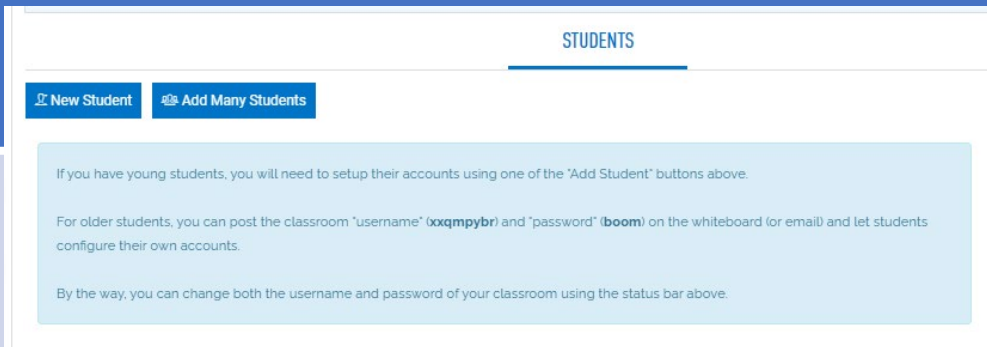 STUDENTS
New Student
Add Many Students
If you have young students, you will need to setup their accounts using one of the "Add Student" buttons above.
For older students, you can post the classroom "username" (xxqmpybr) and "password" (boom) on the whiteboard (or email) and let students
configure their own accounts.
By the way, you can change both the username and password of your classroom using the status bar above.